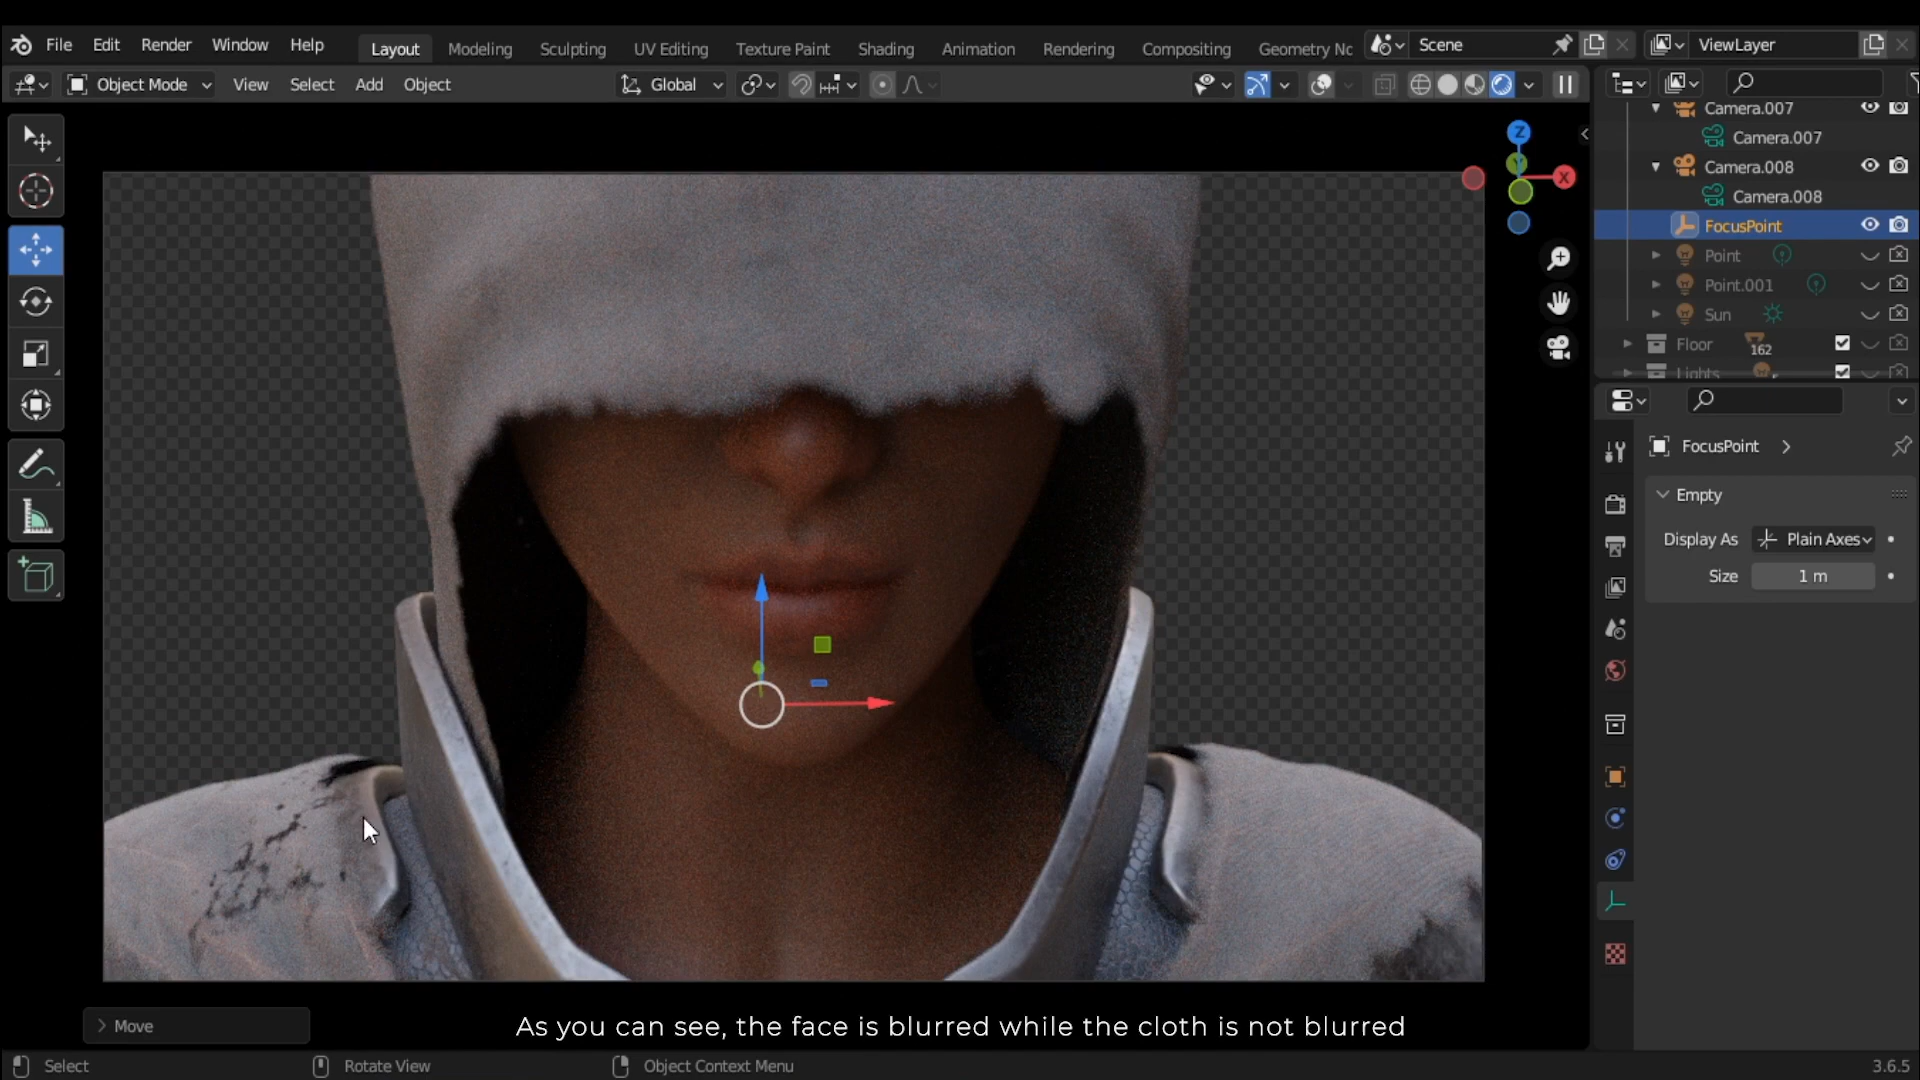 File Edit Render Window Help Layout Modeling Sculpting UV Editing Texture Paint Shading Animation Rendering Compositing Geometry Nc Scene ViewLayer
Object Mode View Select Add Object Global
Camera.007
Camera.007
Camera.008
Camera.008
FocusPoint
Point
Point.001
Sun
Floor 162
Lights
Z
X
FocusPoint
Empty
Display As Plain Axes
Size 1 m
Move
As you can see, the face is blurred while the cloth is not blurred
Select Rotate View Object Context Menu 3.6.5